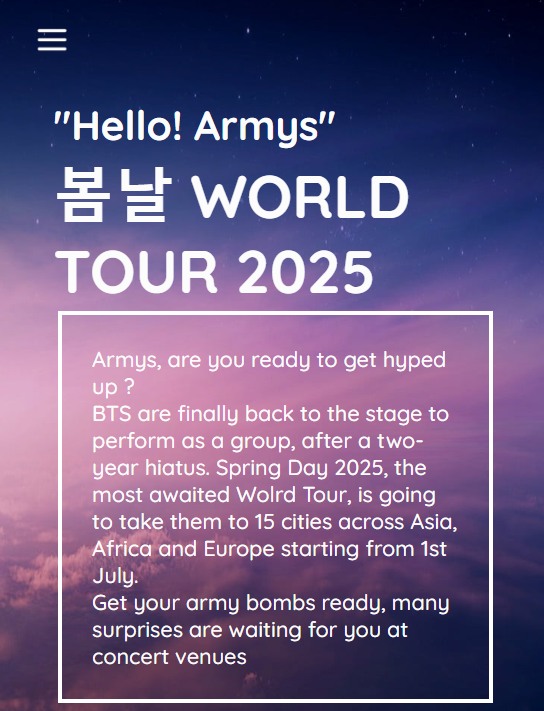 "Hello! Armys"
봄날 WORLD
TOUR 2025
Armys, are you ready to get hyped
up ?
BTS are finally back to the stage to
perform as a group, after a two-
year hiatus. Spring Day 2025, the
most awaited Wolrd Tour, is going
to take them to 15 cities across Asia,
Africa and Europe starting from 1st
July.
Get your army bombs ready, many
surprises are waiting for you at
concert venues